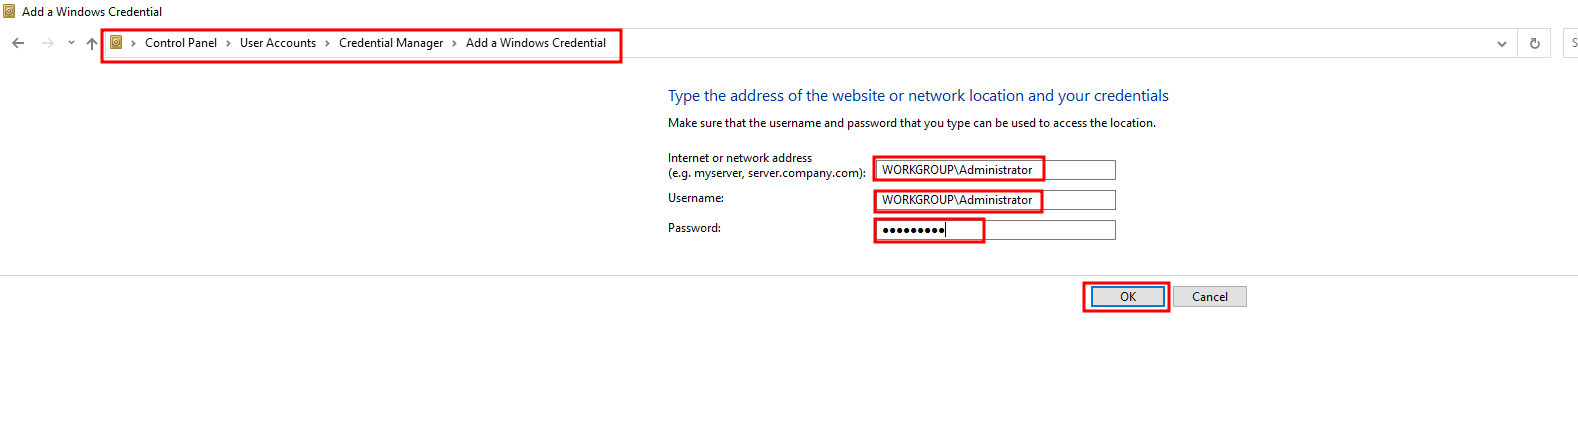 Add a Windows Credential
Control Panel > User Accounts > Credential Manager > Add a Windows Credential
S
Type the address of the website or network location and your credentials
Make sure that the username and password that you type can be used to access the location.
Internet or network address
(e.g. myserver, server.company.com): WORKGROUP\Administrator
Username: WORKGROUP\Administrator
Password: ●●●●●●●●●
OK Cancel